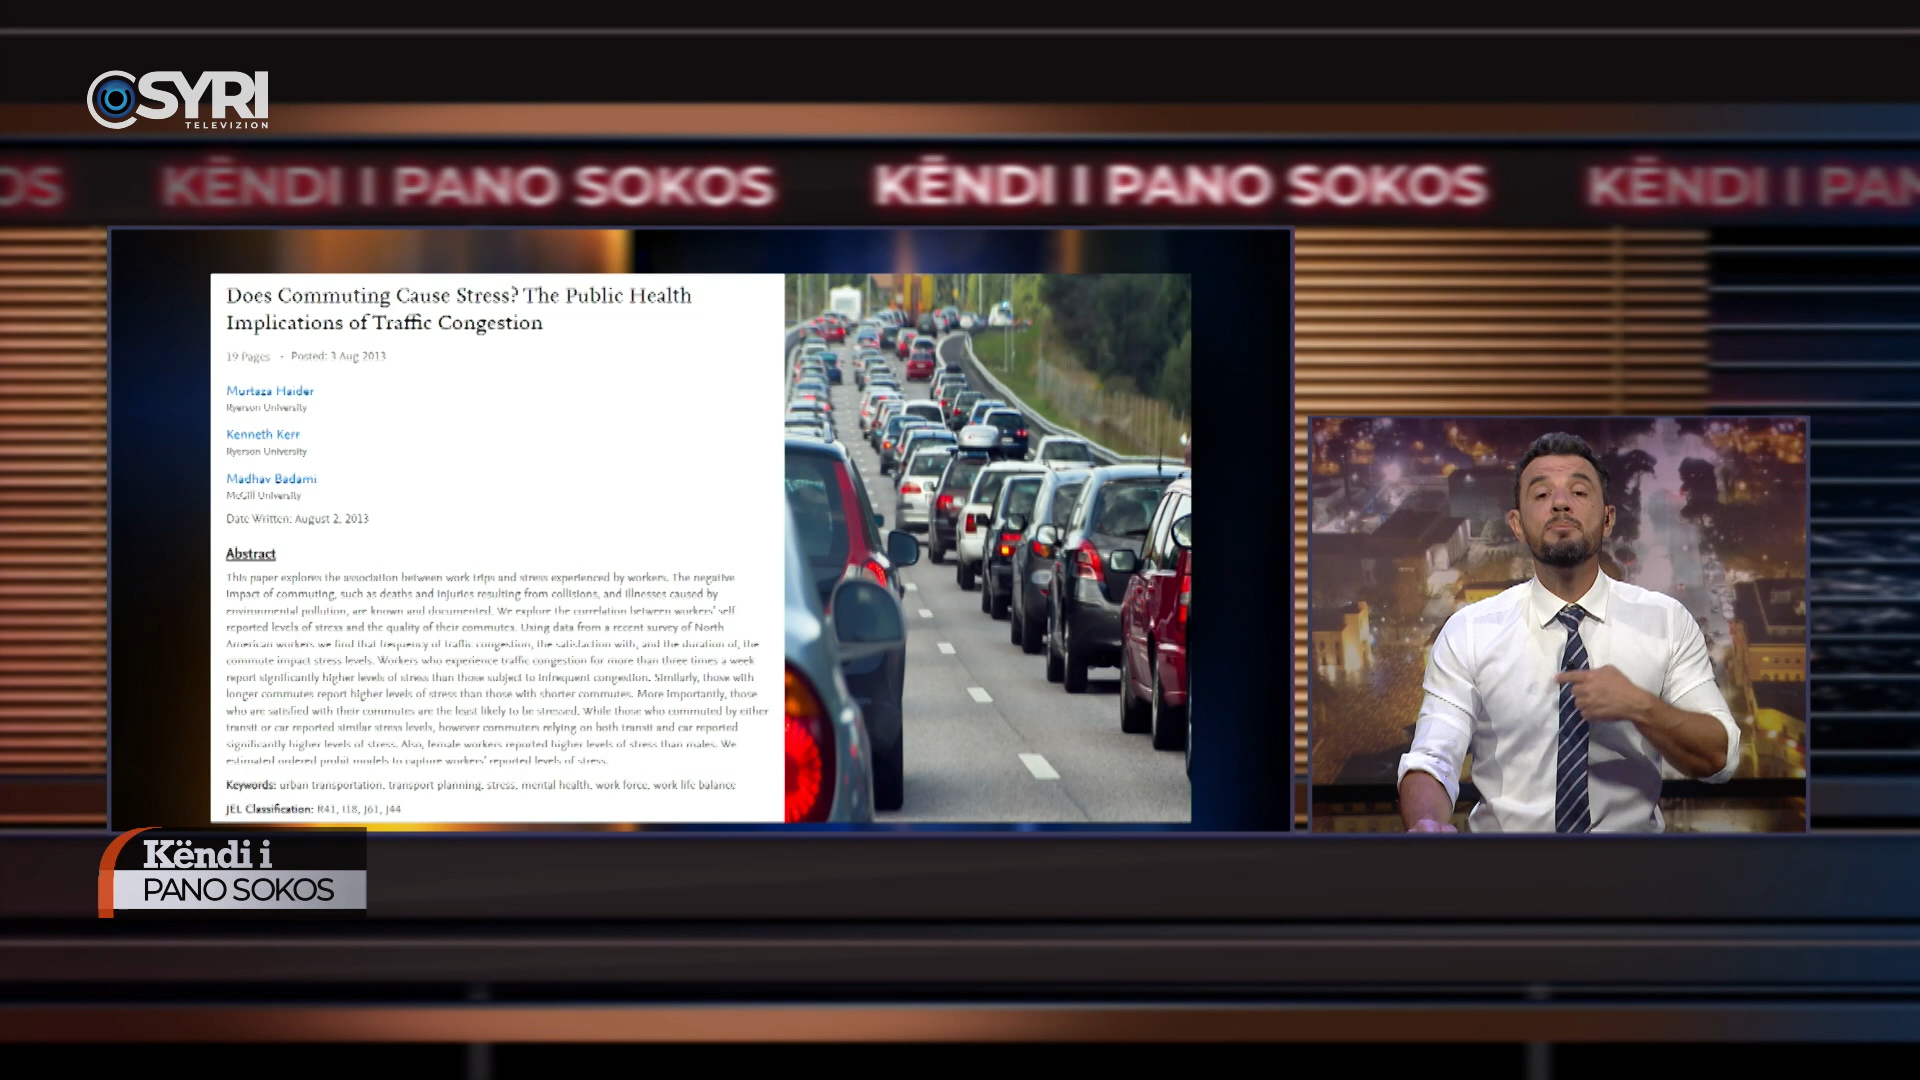 SYRI
TELEVIZION
OS KËNDI I PANO SOKOS KËNDI I PANO SOKOS KËNDI I PAN
Does Commuting Cause Stress? The Public Health
Implications of Traffic Congestion
19 Pages • Posted: 3 Aug 2013
Murtaza Haider
Ryerson University
Kenneth Kerr
Ryerson University
Madhav Badami
McGill University
Date Written: August 2, 2013
Abstract
This paper explores the association between work trips and stress experienced by workers. The negative
impact of commuting, such as deaths and injuries resulting from collisions, and illnesses caused by
environmental pollution, are known and documented. We explore the correlation between workers' self
reported levels of stress and the quality of their commutes. Using data from a recent survey of North
American workers we find that frequency of traffic congestion, the satisfaction with, and the duration of, the
commute impact stress levels. Workers who experience traffic congestion for more than three times a week
report significantly higher levels of stress than those subject to infrequent congestion. Similarly, those with
longer commutes report higher levels of stress than those with shorter commutes. More importantly, those
who are satisfied with their commutes are the least likely to be stressed. While those who commuted by either
transit or car reported similar stress levels, however commuters relying on both transit and car reported
significantly higher levels of stress. Also, female workers reported higher levels of stress than males. We
estimated ordered probit models to capture workers' reported levels of stress.
Keywords: urban transportation, transport planning, stress, mental health, work force, work life balance
JEL Classification: R41, I18, J61, J44
Këndi i
PANO SOKOS